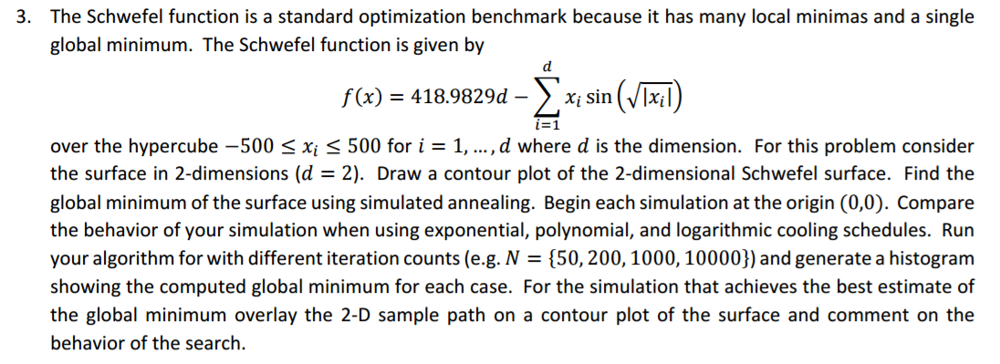 3. The Schwefel function is a standard optimization benchmark because it has many local minimas and a single
global minimum. The Schwefel function is given by
f(x) = 418.9829d − ∑_{i=1}^{d} x_i sin(√|x_i|)
over the hypercube −500 ≤ x_i ≤ 500 for i = 1, ..., d where d is the dimension. For this problem consider
the surface in 2-dimensions (d = 2). Draw a contour plot of the 2-dimensional Schwefel surface. Find the
global minimum of the surface using simulated annealing. Begin each simulation at the origin (0,0). Compare
the behavior of your simulation when using exponential, polynomial, and logarithmic cooling schedules. Run
your algorithm for with different iteration counts (e.g. N = {50, 200, 1000, 10000}) and generate a histogram
showing the computed global minimum for each case. For the simulation that achieves the best estimate of
the global minimum overlay the 2-D sample path on a contour plot of the surface and comment on the
behavior of the search.